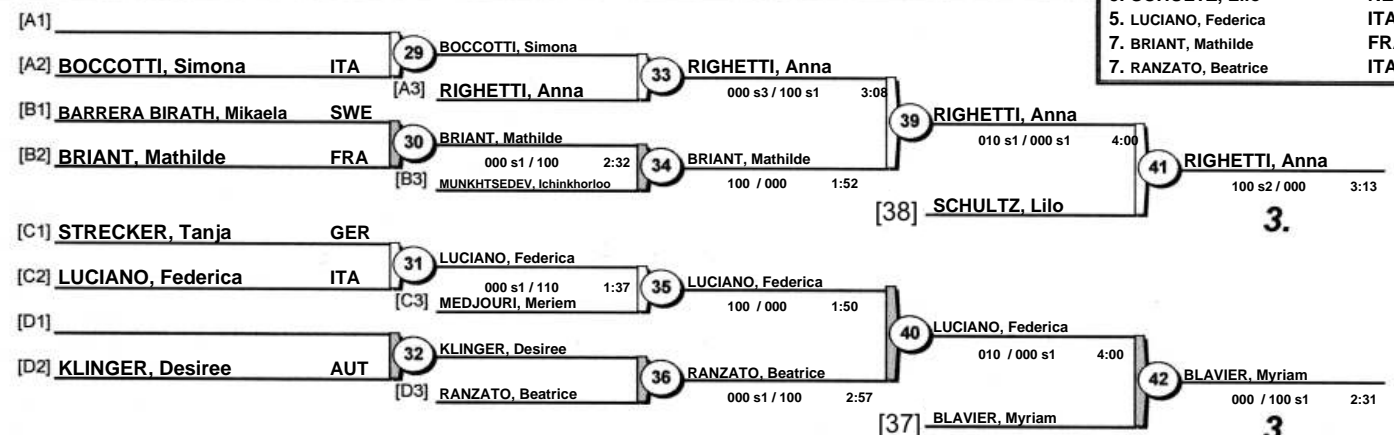 5. LUCIANO, Federica ITA
7. BRIANT, Mathilde
7. RANZATO, Beatrice ITA
[A1]
[A2] BOCCOTTI, Simona ITA
29
BOCCOTTI, Simona
[A3] RIGHETTI, Anna
33
RIGHETTI, Anna
000 s3 / 100 s1 3:08
[B1] BARRERA BIRATH, Mikaela SWE
[B2] BRIANT, Mathilde FRA
30
BRIANT, Mathilde
000 s1 / 100 2:32
[B3] MUNKHTSEDEV, Ichinkhorloo
34
BRIANT, Mathilde
100 / 000 1:52
39
RIGHETTI, Anna
010 s1 / 000 s1 4:00
[38] SCHULTZ, Lilo
41
RIGHETTI, Anna
100 s2 / 000 3:13
3.
[C1] STRECKER, Tanja GER
[C2] LUCIANO, Federica ITA
31
LUCIANO, Federica
000 s1 / 110 1:37
[C3] MEDJOURI, Meriem
35
LUCIANO, Federica
100 / 000 1:50
[D1]
[D2] KLINGER, Desiree AUT
32
KLINGER, Desiree
[D3] RANZATO, Beatrice
36
RANZATO, Beatrice
000 s1 / 100 2:57
40
LUCIANO, Federica
010 / 000 s1 4:00
[37] BLAVIER, Myriam
42
BLAVIER, Myriam
000 / 100 s1 2:31
3